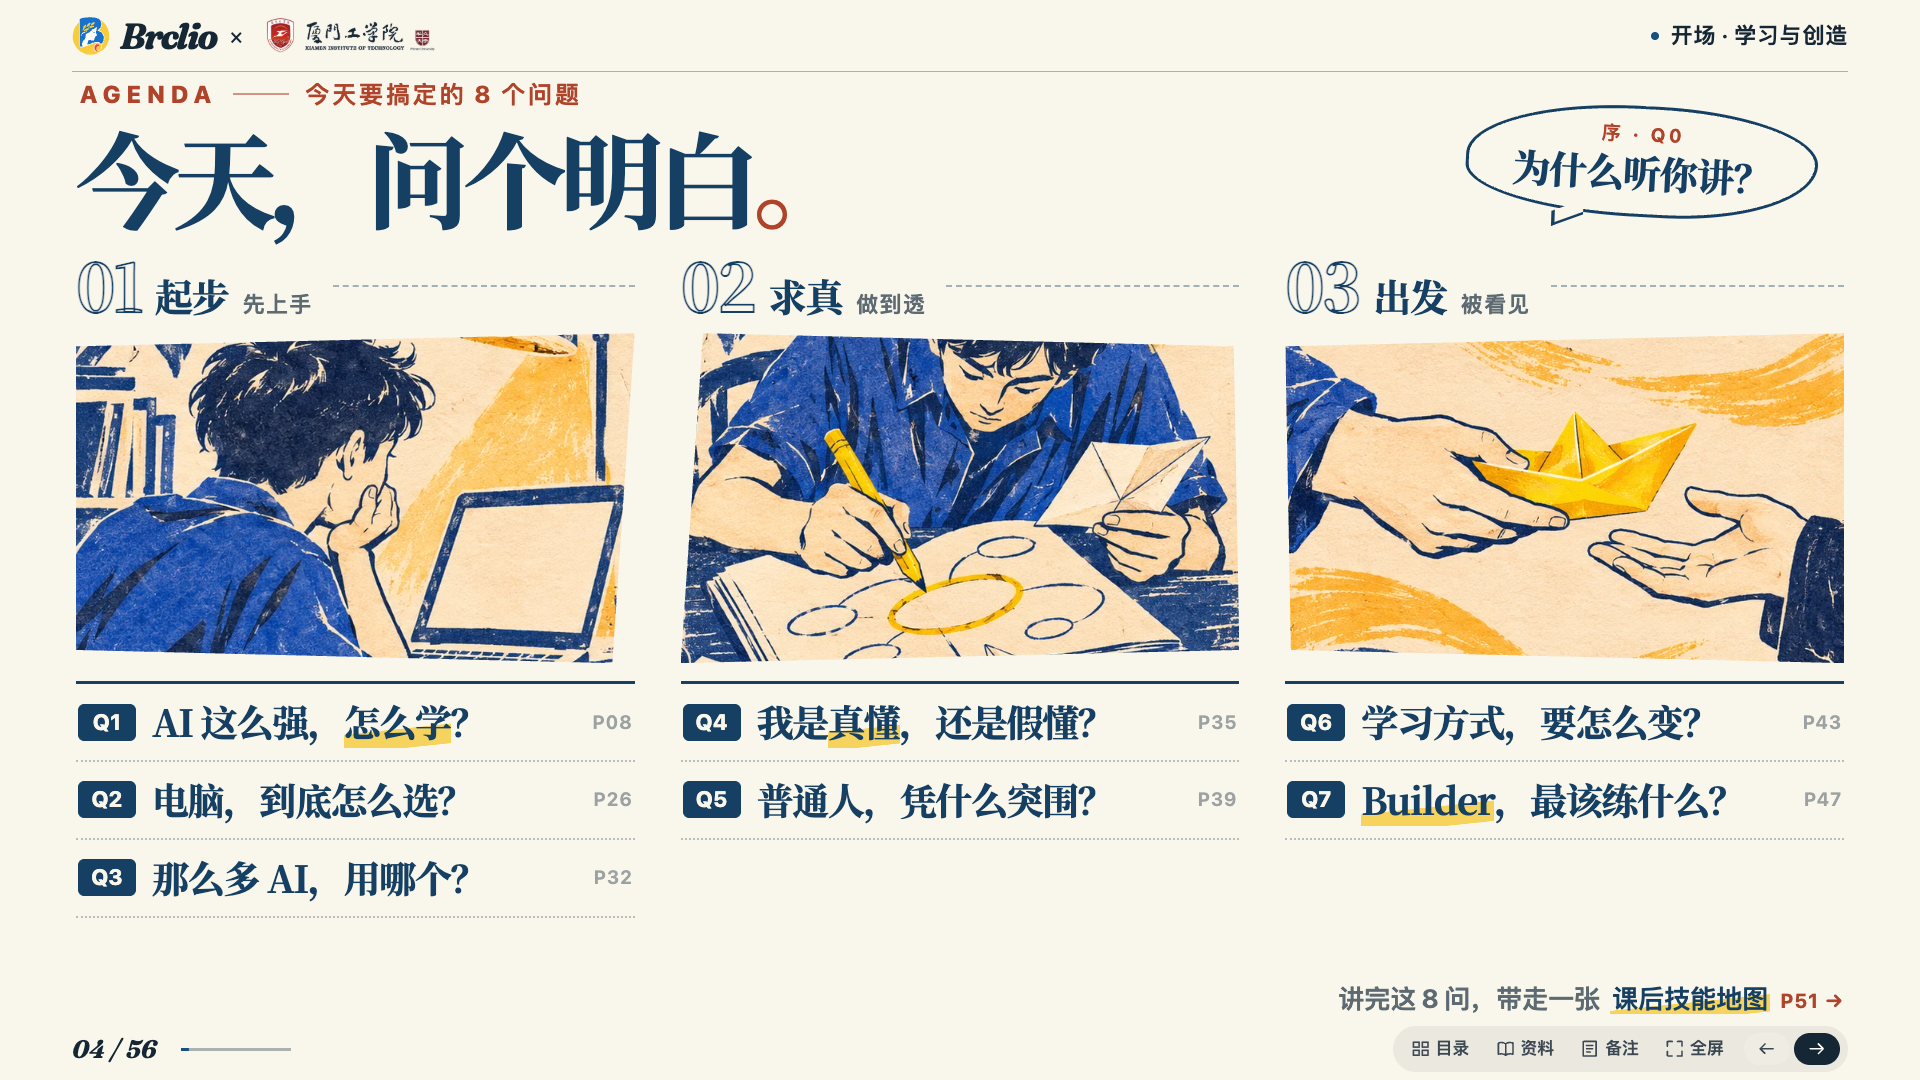 Brclio × 厦門工学院
XIAMEN INSTITUTE OF TECHNOLOGY
开场 · 学习与创造
AGENDA 今天要搞定的 8 个问题
今天，问个明白。
序 · Q0
为什么听你讲？
01 起步 先上手
Q1 AI 这么强，怎么学？ P08
Q2 电脑，到底怎么选？ P26
Q3 那么多 AI，用哪个？ P32
02 求真 做到透
Q4 我是真懂，还是假懂？ P35
Q5 普通人，凭什么突围？ P39
03 出发 被看见
Q6 学习方式，要怎么变？ P43
Q7 Builder，最该练什么？ P47
讲完这 8 问，带走一张 课后技能地图 P51 →
04 / 56
目录 资料 备注 全屏 ← →